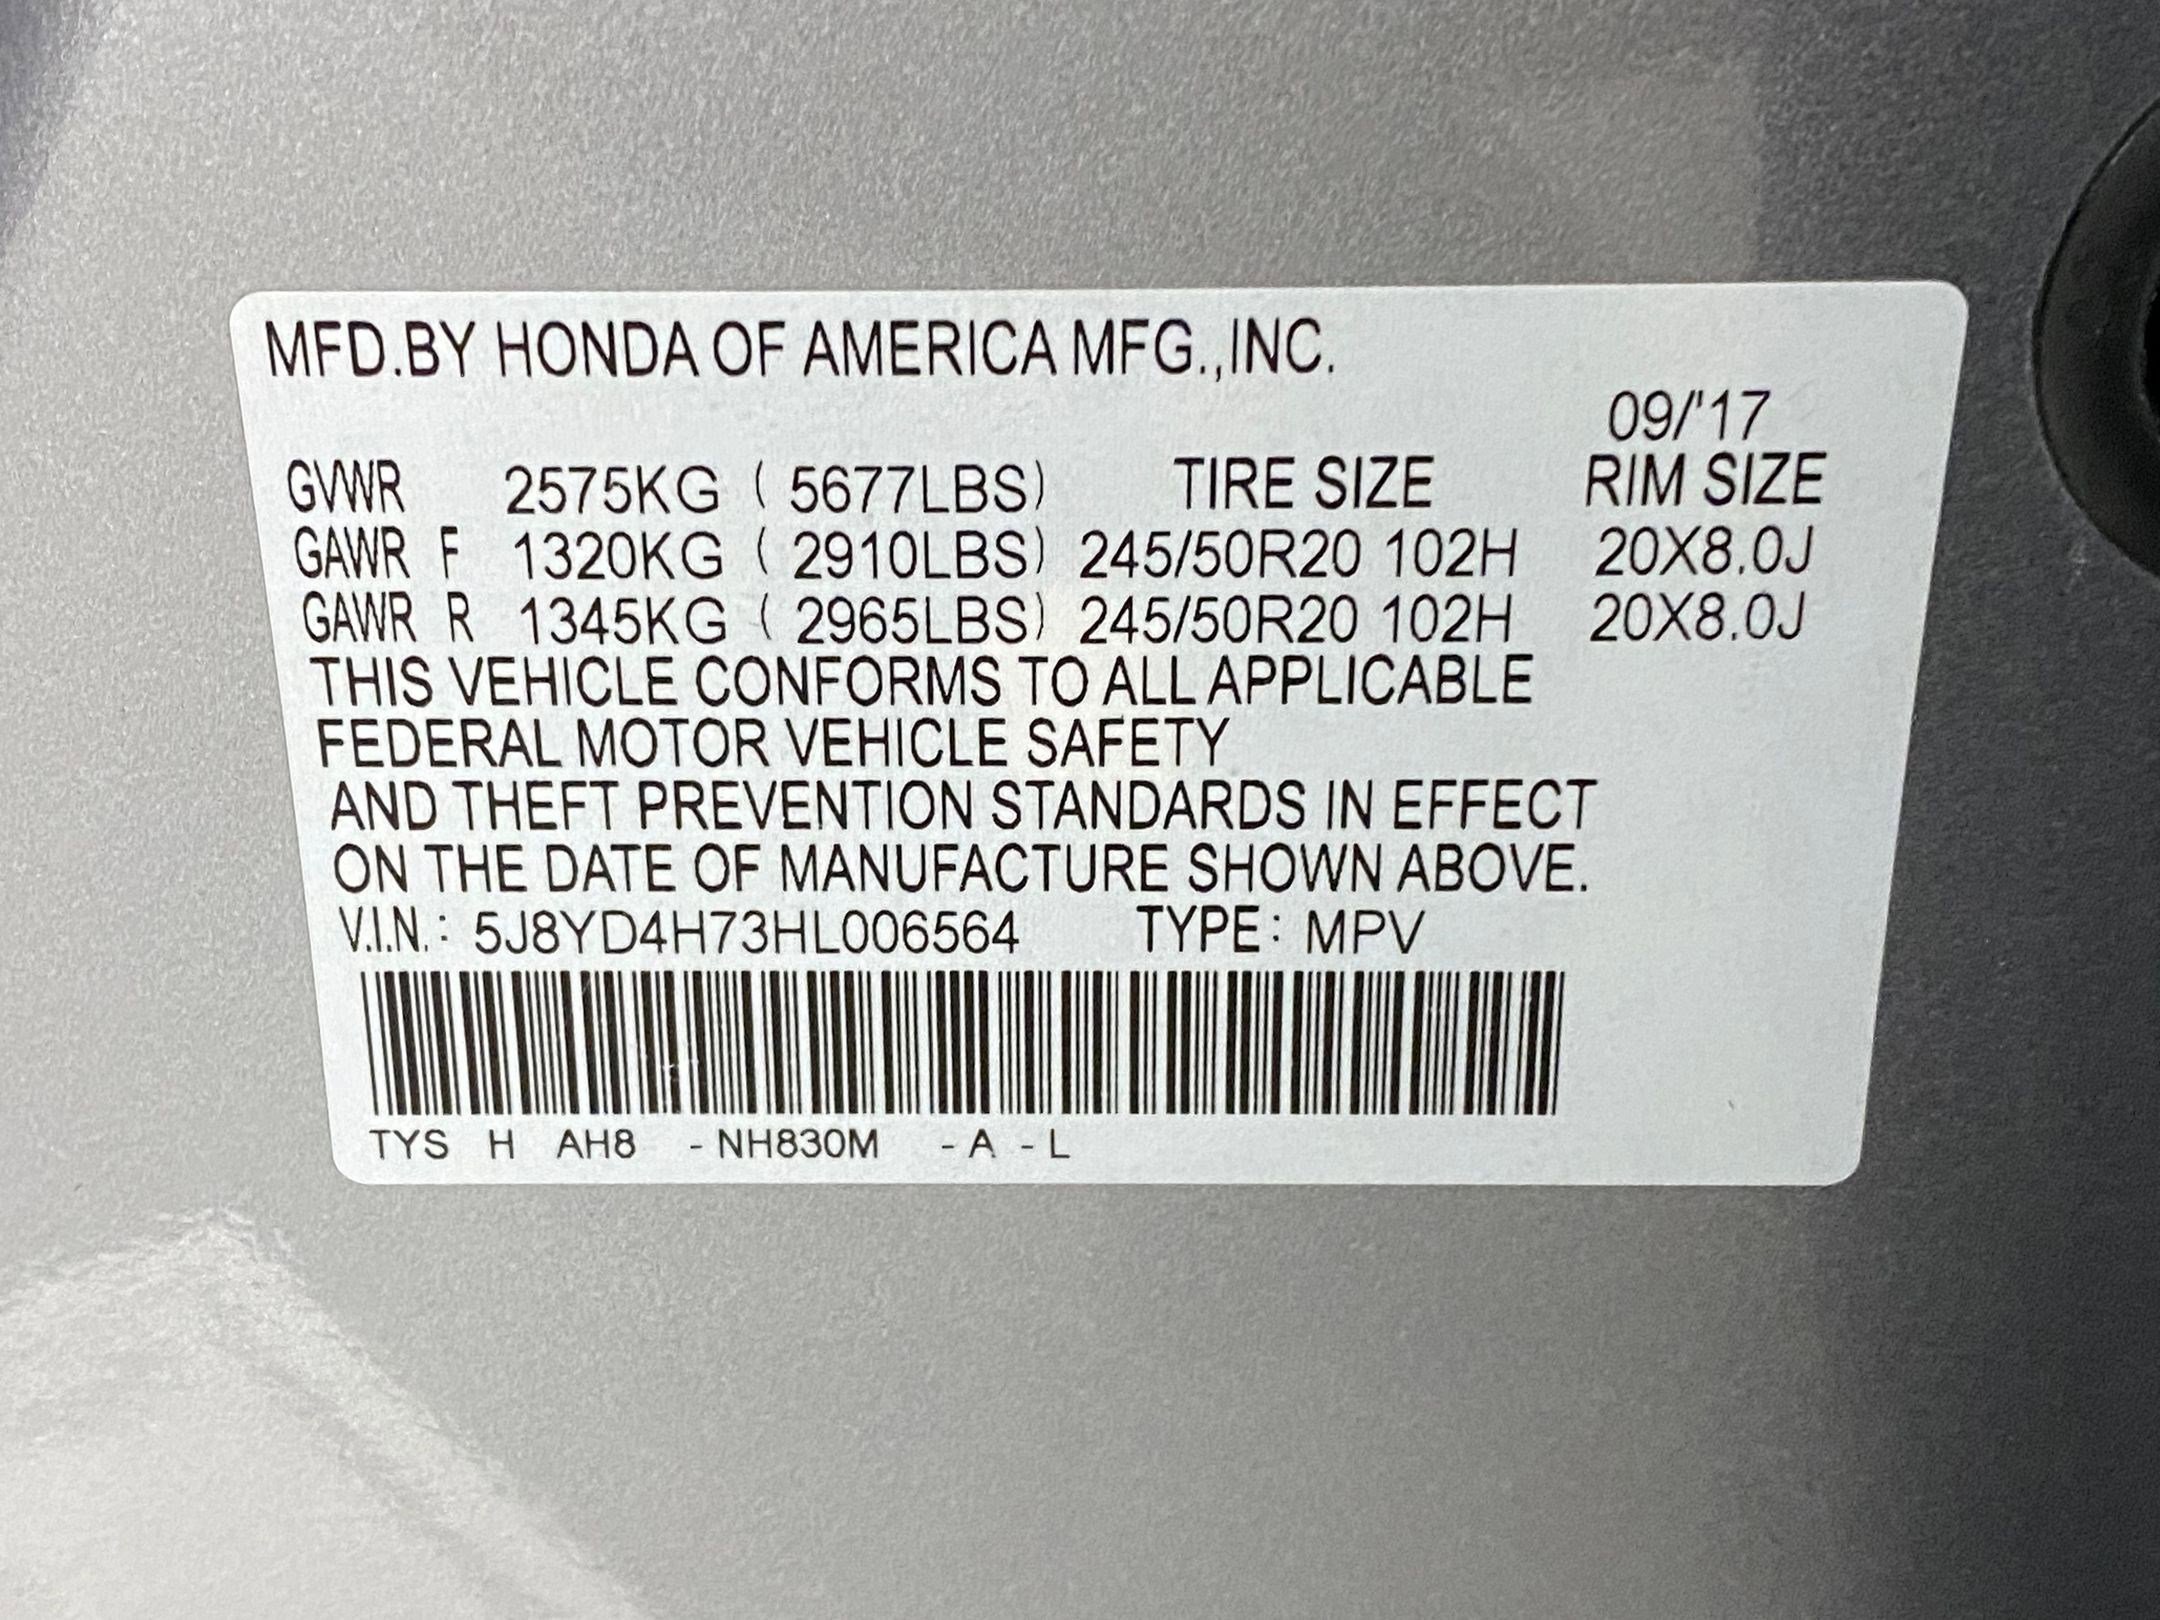 MFD.BY HONDA OF AMERICA MFG.,INC.
09/'17
GVWR 2575KG ( 5677LBS) TIRE SIZE RIM SIZE
GAWR F 1320KG ( 2910LBS) 245/50R20 102H 20X8.0J
GAWR R 1345KG ( 2965LBS) 245/50R20 102H 20X8.0J
THIS VEHICLE CONFORMS TO ALL APPLICABLE
FEDERAL MOTOR VEHICLE SAFETY
AND THEFT PREVENTION STANDARDS IN EFFECT
ON THE DATE OF MANUFACTURE SHOWN ABOVE.
V.I.N.: 5J8YD4H73HL006564 TYPE: MPV
TYS H AH8 - NH830M - A - L